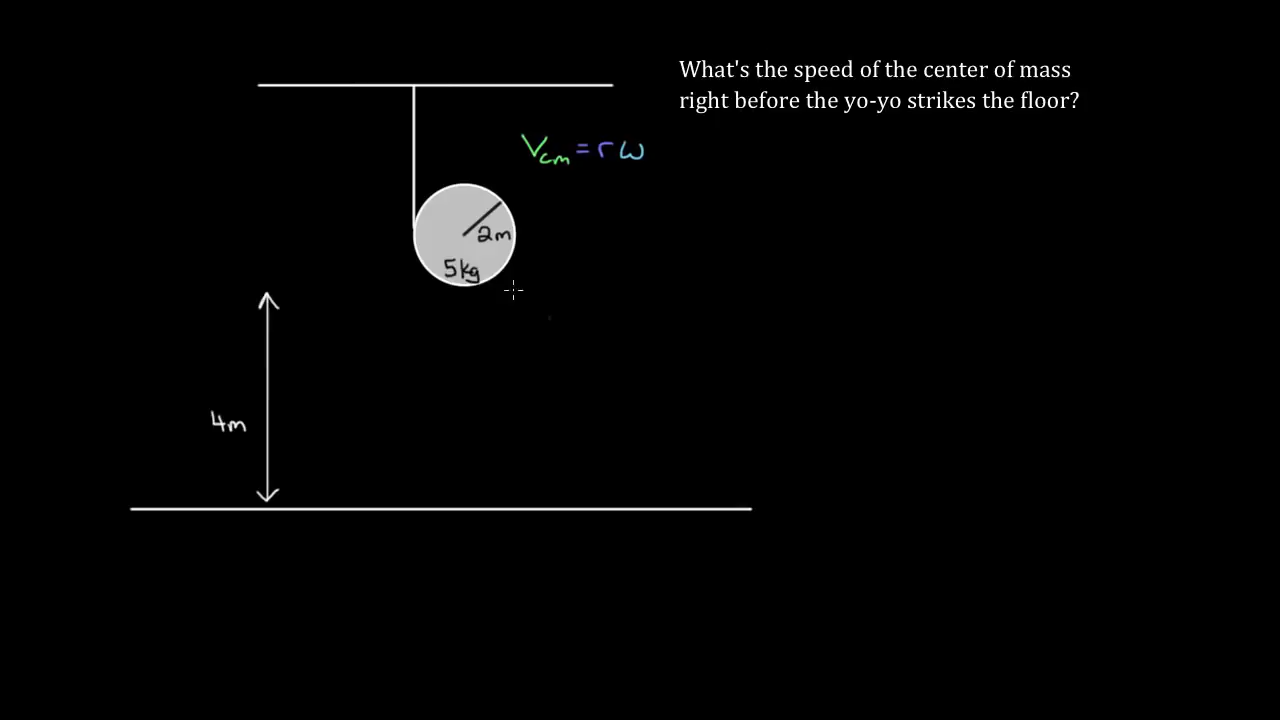 What's the speed of the center of mass
right before the yo-yo strikes the floor?
Vcm = rω
2m
5kg
4m